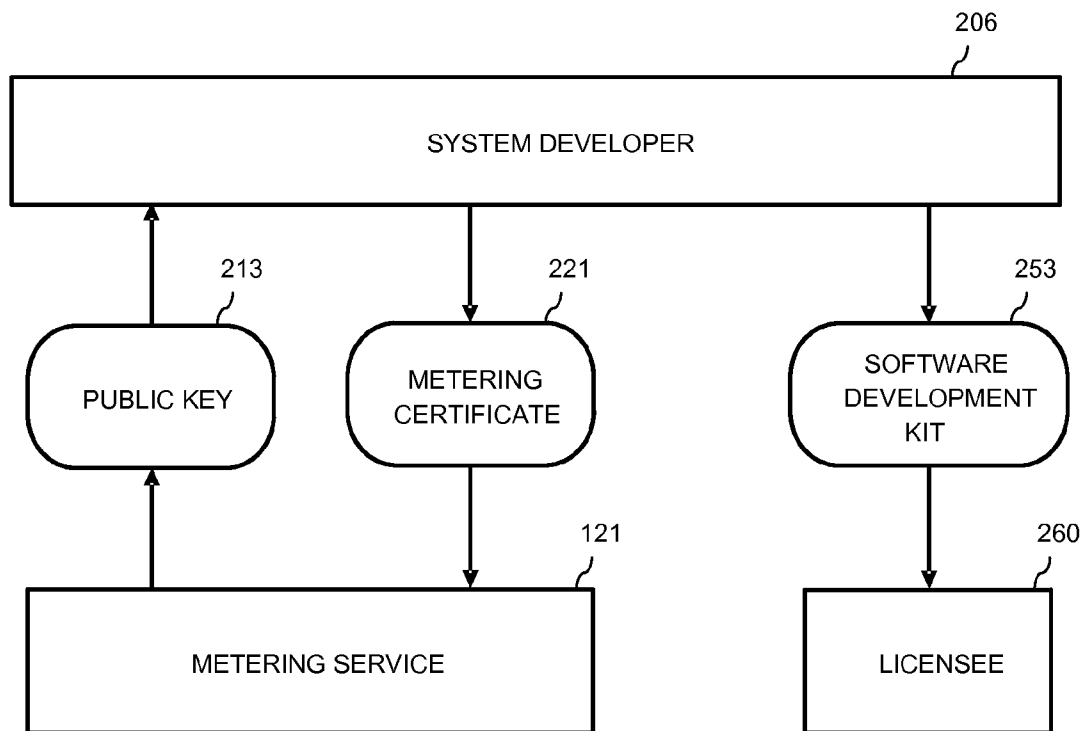 206
SYSTEM DEVELOPER
213
221
253
PUBLIC KEY
METERING
CERTIFICATE
SOFTWARE
DEVELOPMENT
KIT
121
260
METERING SERVICE
LICENSEE